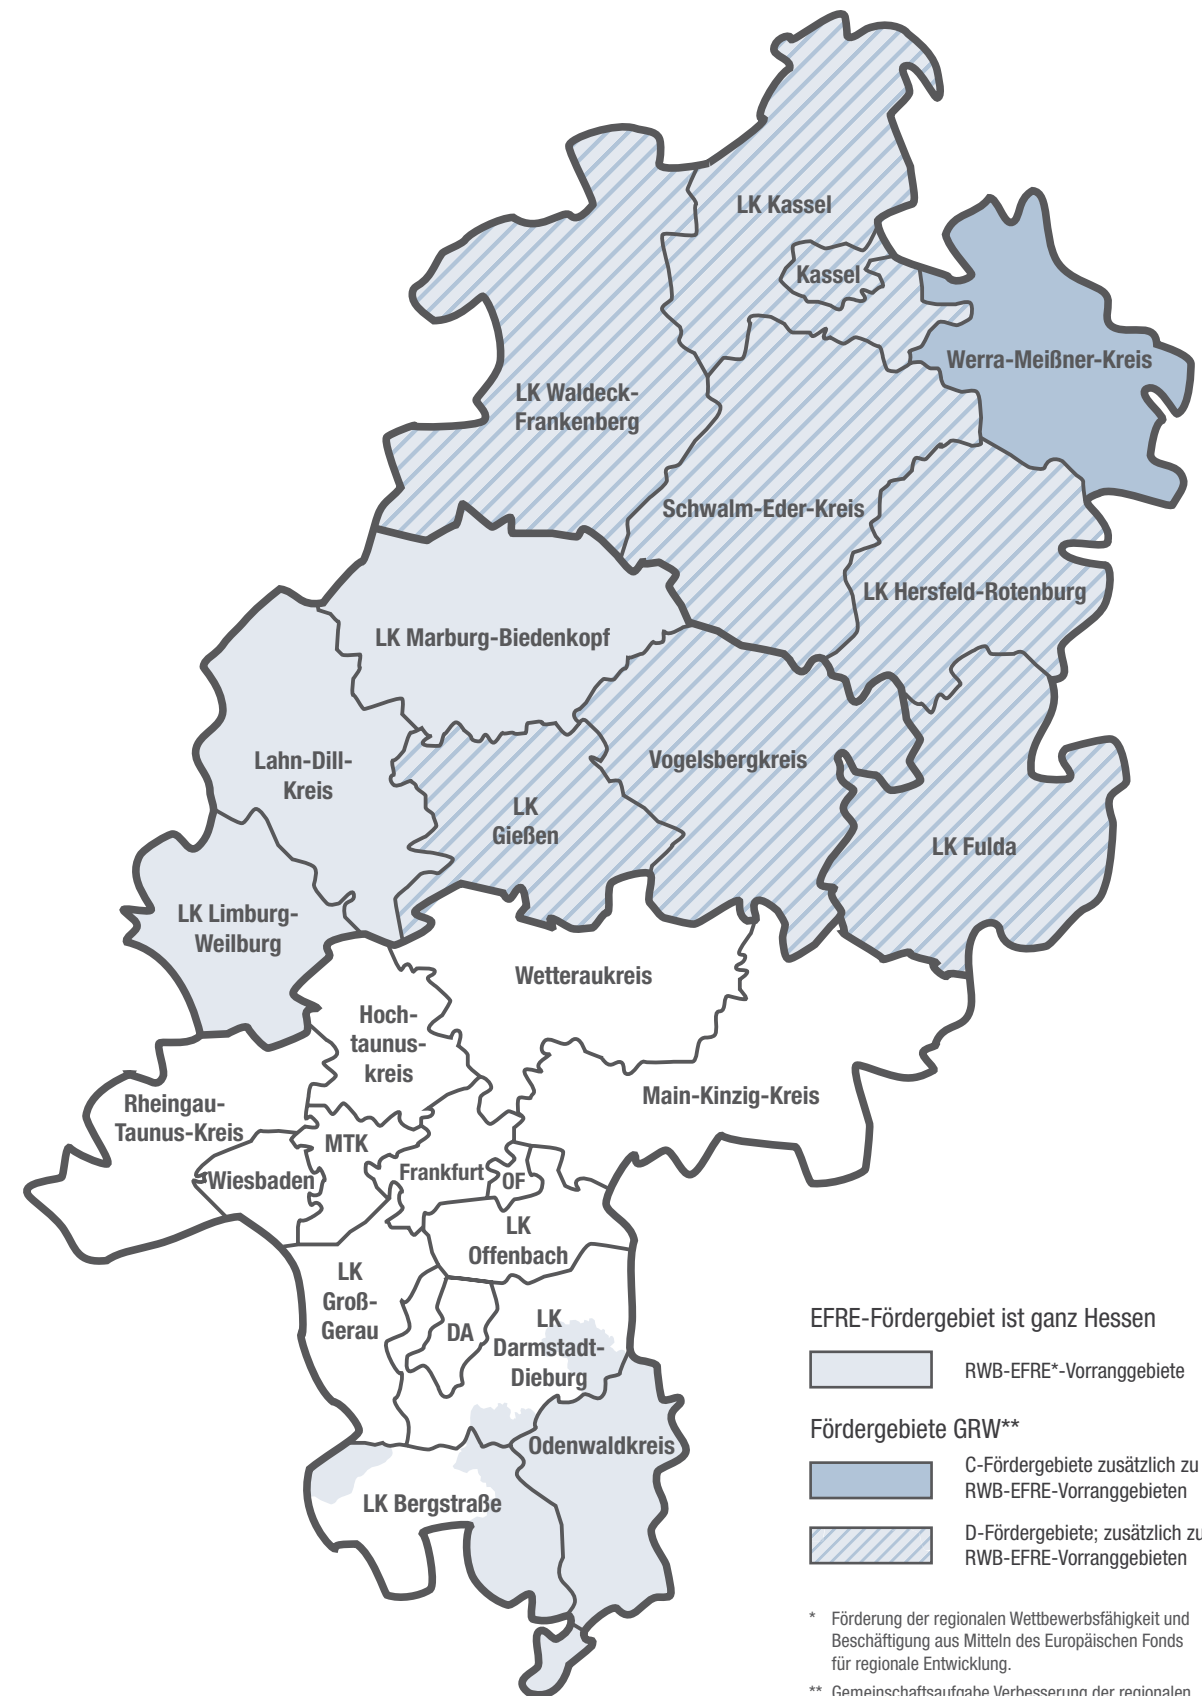 LK Kassel
Kassel
Werra-Meißner-Kreis
LK Waldeck-
Frankenberg
Schwalm-Eder-Kreis
LK Hersfeld-Rotenburg
LK Marburg-Biedenkopf
Lahn-Dill-
Kreis
Vogelsbergkreis
LK
Gießen
LK Fulda
LK Limburg-
Weilburg
Wetteraukreis
Hoch-
taunus-
kreis
Main-Kinzig-Kreis
Rheingau-
Taunus-Kreis
MTK
Wiesbaden
Frankfurt
OF
LK
Offenbach
LK
Groß-
Gerau
DA
LK
Darmstadt-
Dieburg
Odenwaldkreis
LK Bergstraße
EFRE-Fördergebiet ist ganz Hessen
RWB-EFRE*-Vorranggebiete
Fördergebiete GRW**
C-Fördergebiete zusätzlich zu
RWB-EFRE-Vorranggebieten
D-Fördergebiete; zusätzlich zu
RWB-EFRE-Vorranggebieten
* Förderung der regionalen Wettbewerbsfähigkeit und
Beschäftigung aus Mitteln des Europäischen Fonds
für regionale Entwicklung.
** Gemeinschaftsaufgabe Verbesserung der regionalen